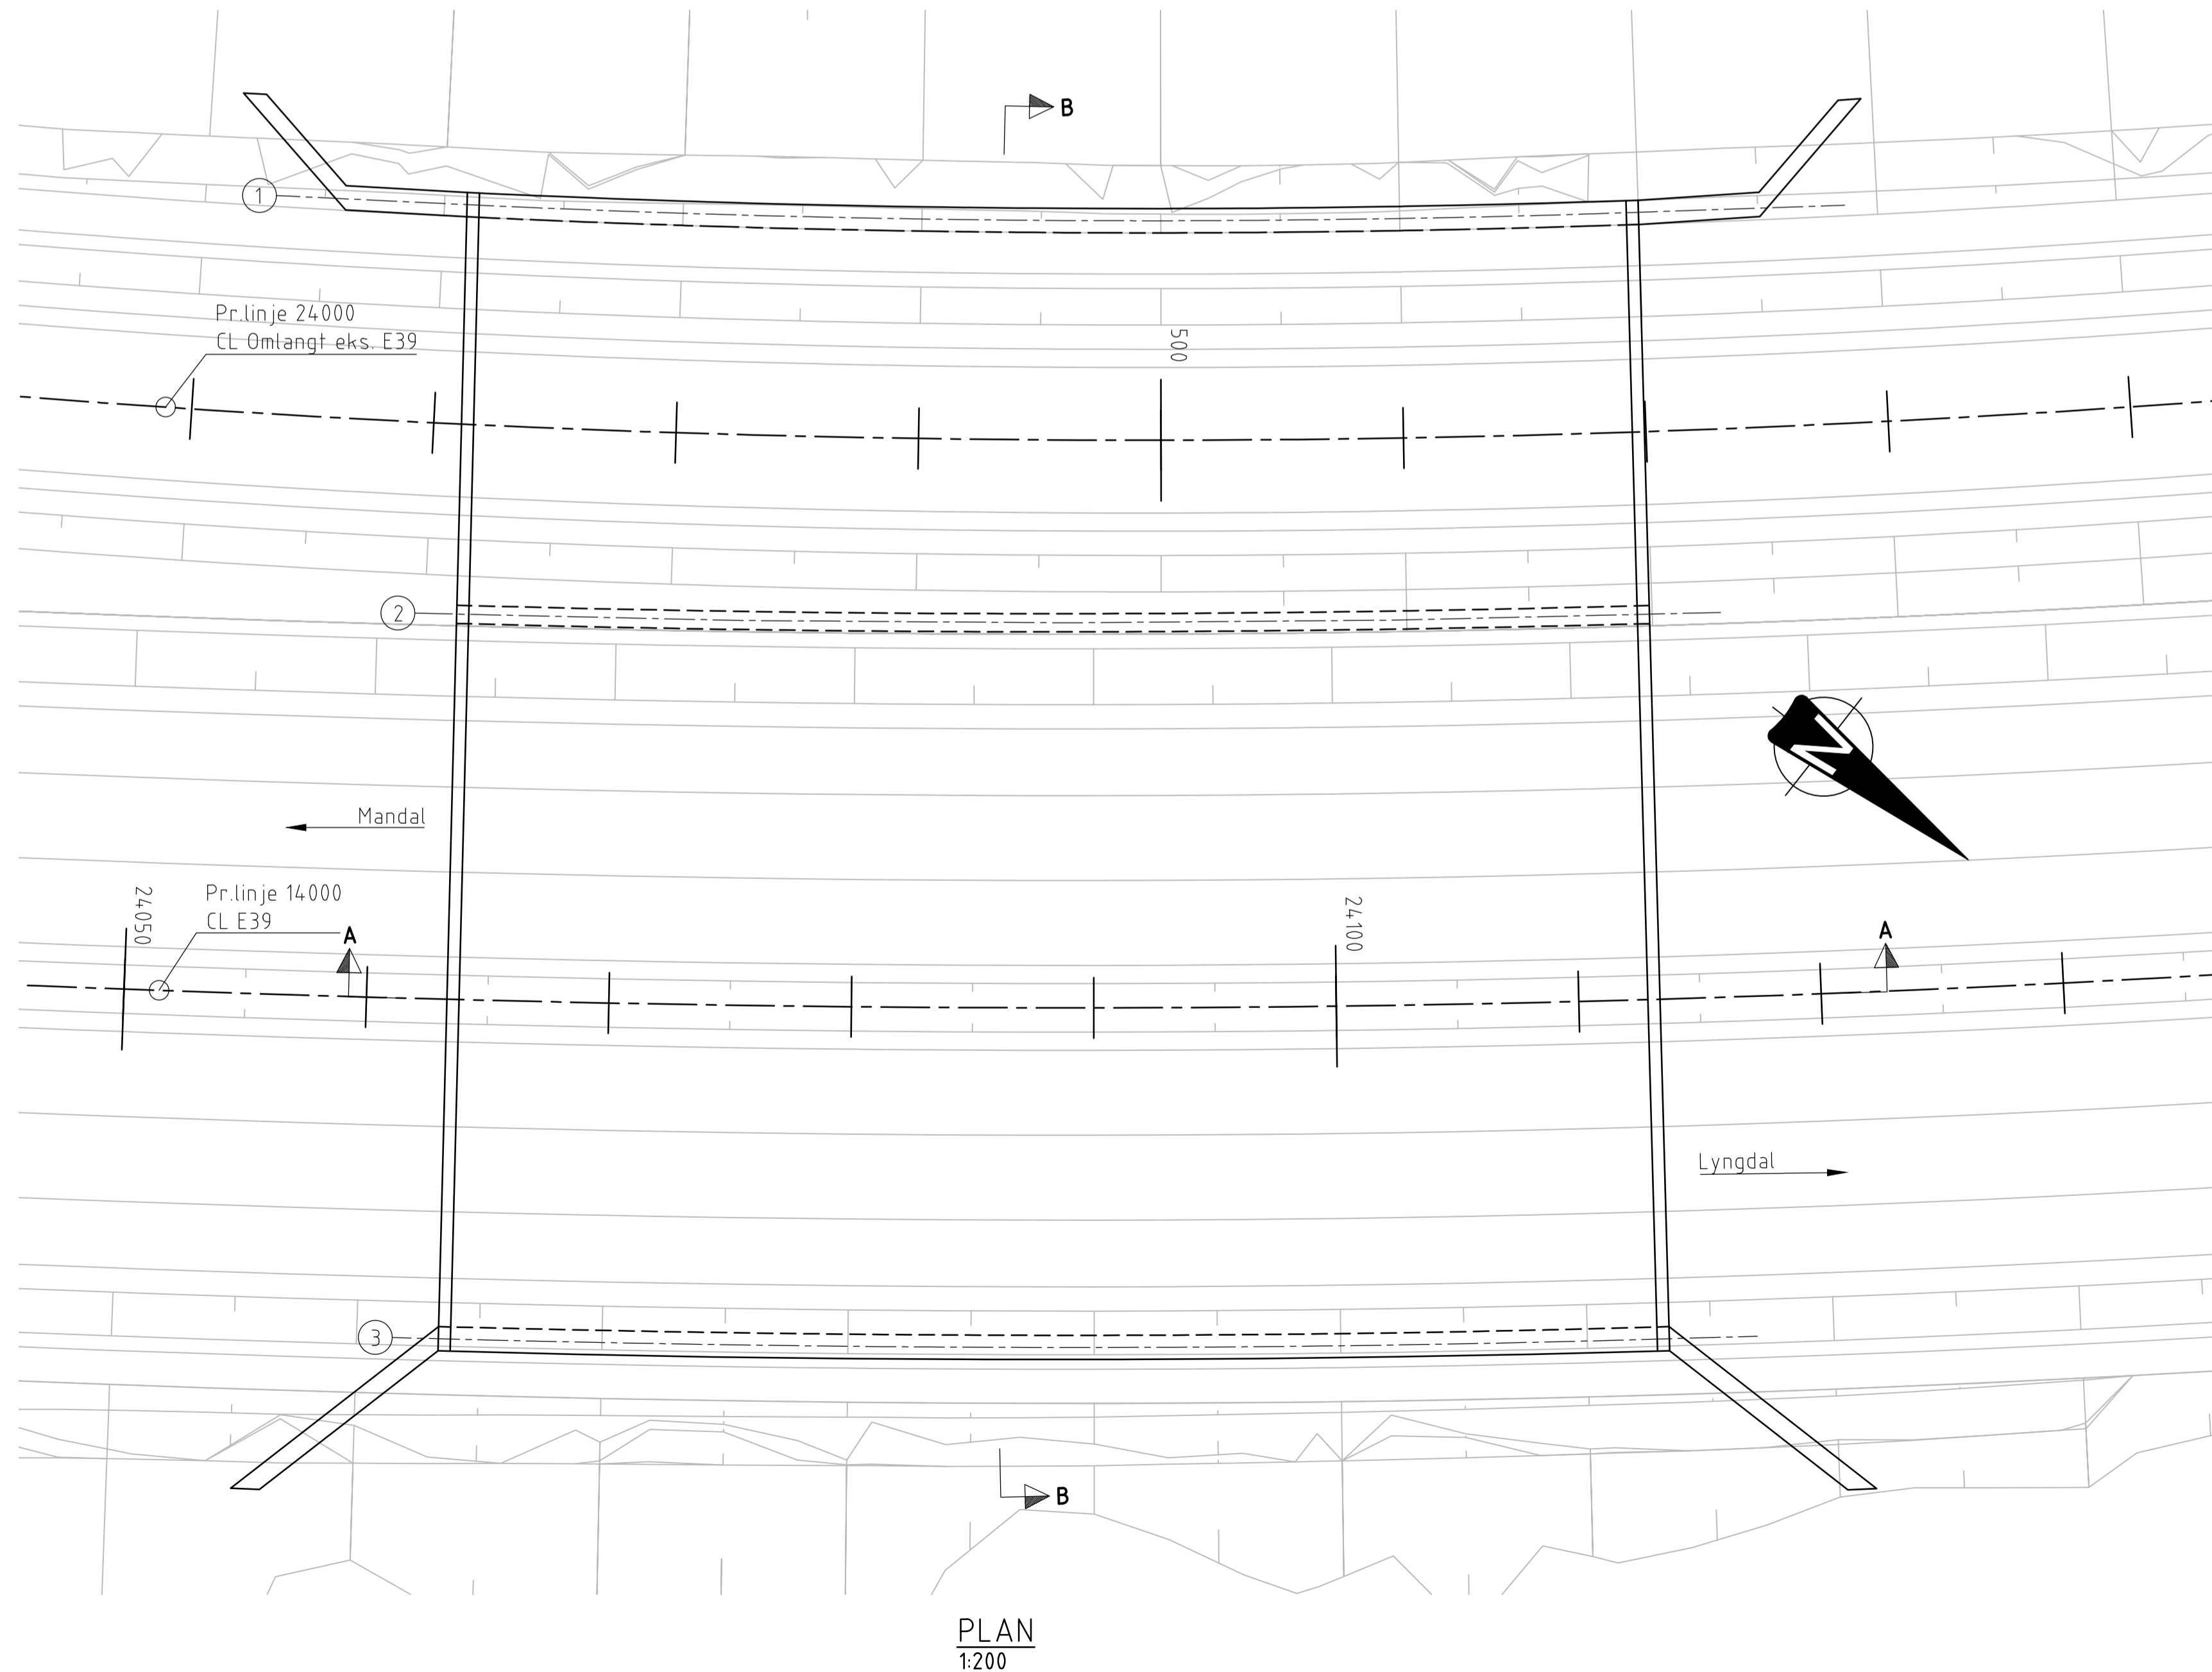 B
1
Pr.linje 24000
CL Omlangt eks. E39
500
2
N
Mandal
24050
Pr.linje 14000
CL E39
A
24100
A
Lyngdal
3
B
PLAN
1:200